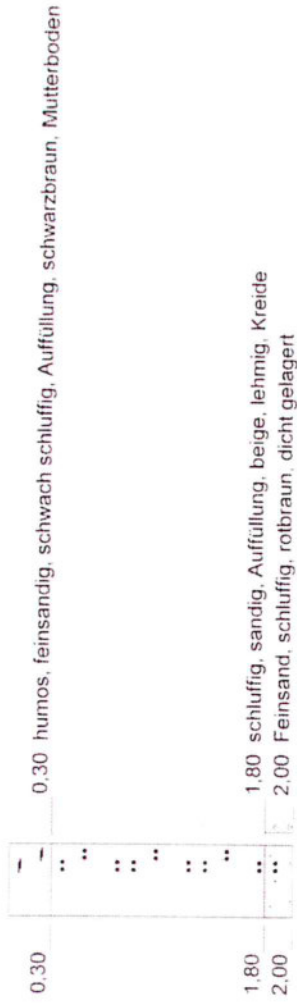 0,30
0,30 humos, feinsandig, schwach schluffig, Auffüllung, schwarzbraun, Mutterboden
1,80
1,80 schluffig, sandig, Auffüllung, beige, lehmig, Kreide
2,00
2,00 Feinsand, schluffig, rotbraun, dicht gelagert